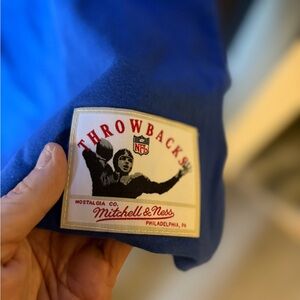 THROWBACKS
NFL
NOSTALGIA CO.
Mitchell & Ness
PHILADELPHIA, PA